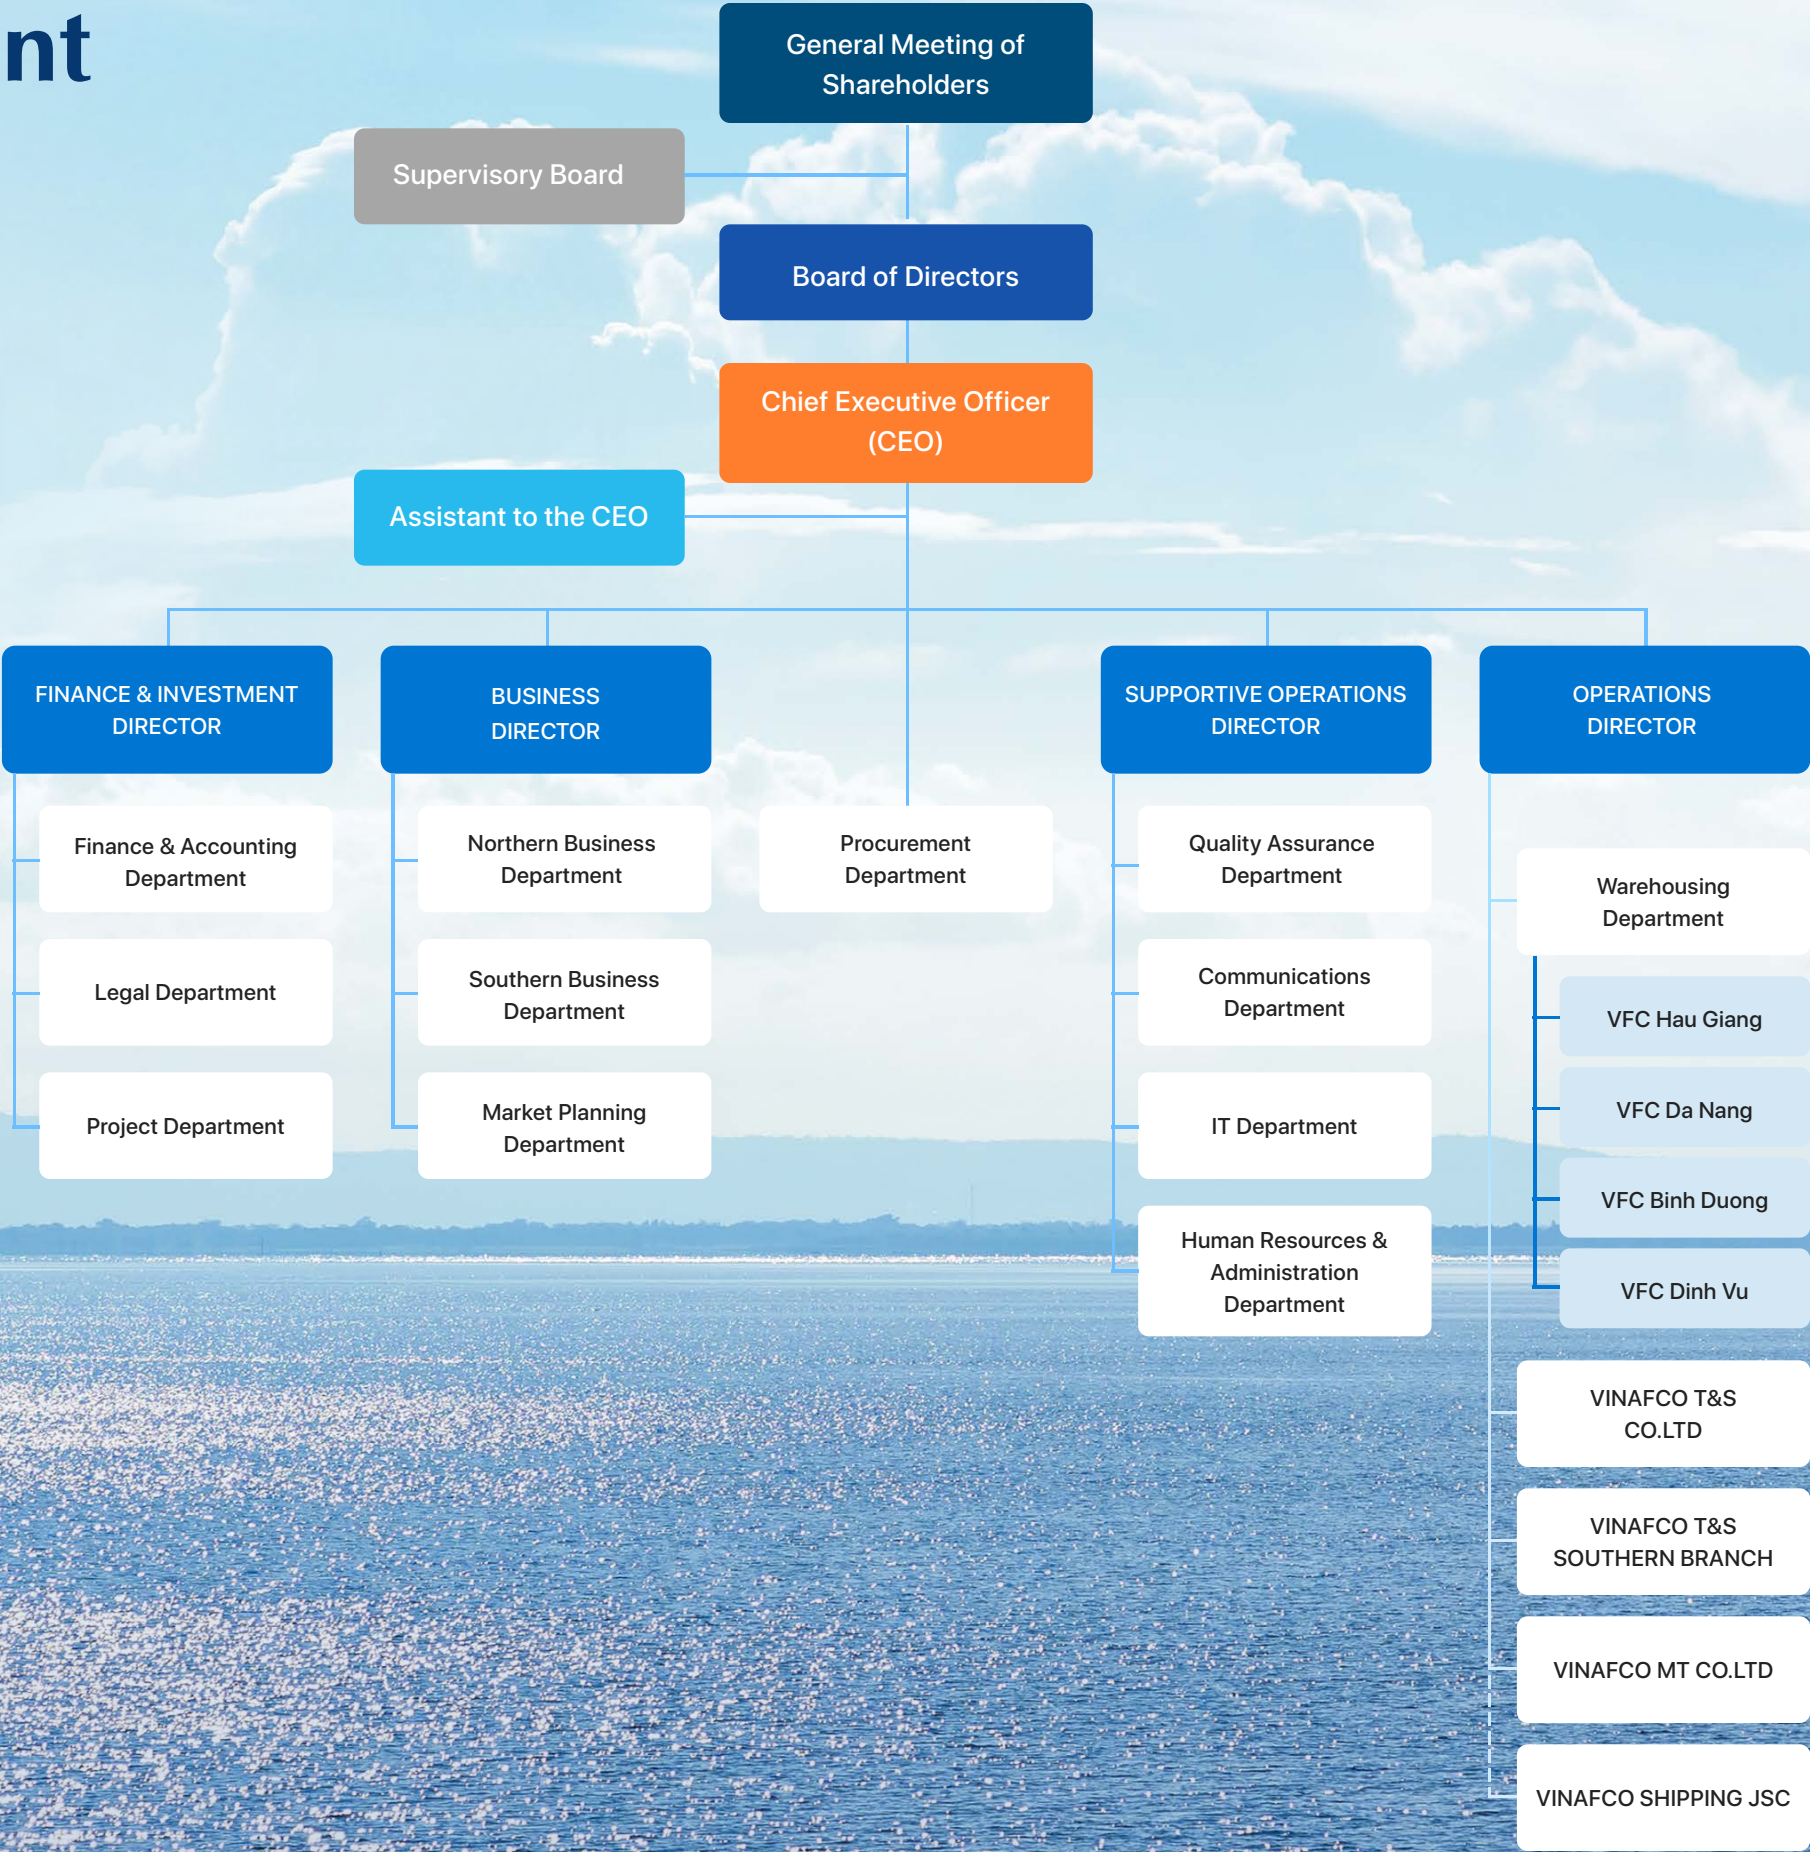 nt
General Meeting of
Shareholders
Supervisory Board
Board of Directors
Chief Executive Officer
(CEO)
Assistant to the CEO
FINANCE & INVESTMENT
DIRECTOR
Finance & Accounting
Department
Legal Department
Project Department
BUSINESS
DIRECTOR
Northern Business
Department
Southern Business
Department
Market Planning
Department
Procurement
Department
SUPPORTIVE OPERATIONS
DIRECTOR
Quality Assurance
Department
Communications
Department
IT Department
Human Resources &
Administration
Department
OPERATIONS
DIRECTOR
Warehousing
Department
VFC Hau Giang
VFC Da Nang
VFC Binh Duong
VFC Dinh Vu
VINAFCO T&S
CO.LTD
VINAFCO T&S
SOUTHERN BRANCH
VINAFCO MT CO.LTD
VINAFCO SHIPPING JSC